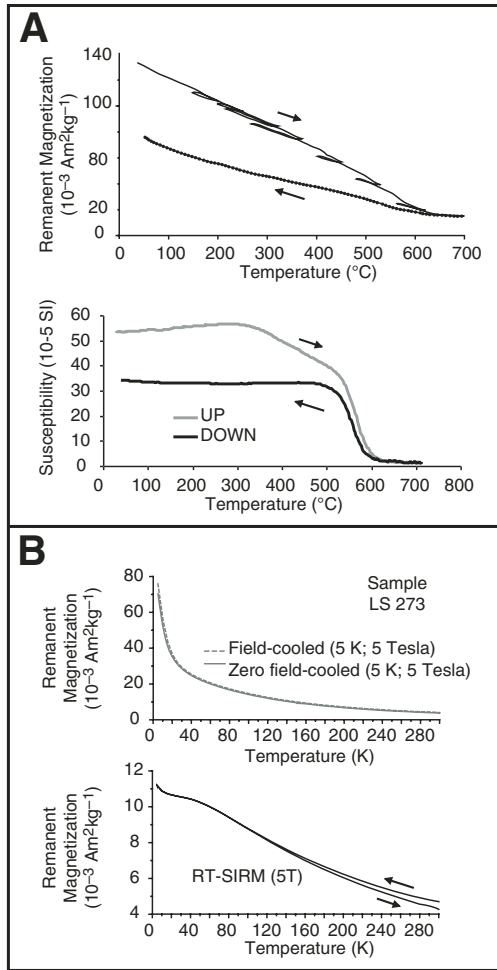 A
Remanent Magnetization
(10–3 Am2kg–1)
140
100
80
20
0
0 100 200 300 400 500 600 700
Temperature (°C)
Susceptibility (10-5 SI)
60
50
40
30
20
10
0
UP
DOWN
0 100 200 300 400 500 600 700 800
Temperature (°C)
B
Remanent
Magnetization
(10–3 Am2kg–1)
80
60
40
20
0
Sample
LS 273
Field-cooled (5 K; 5 Tesla)
Zero field-cooled (5 K; 5 Tesla)
0 40 80 120 160 200 240 280
Temperature (K)
Remanent
Magnetization
(10–3 Am2kg–1)
12
10
8
6
4
RT-SIRM (5T)
0 40 80 120 160 200 240 280
Temperature (K)